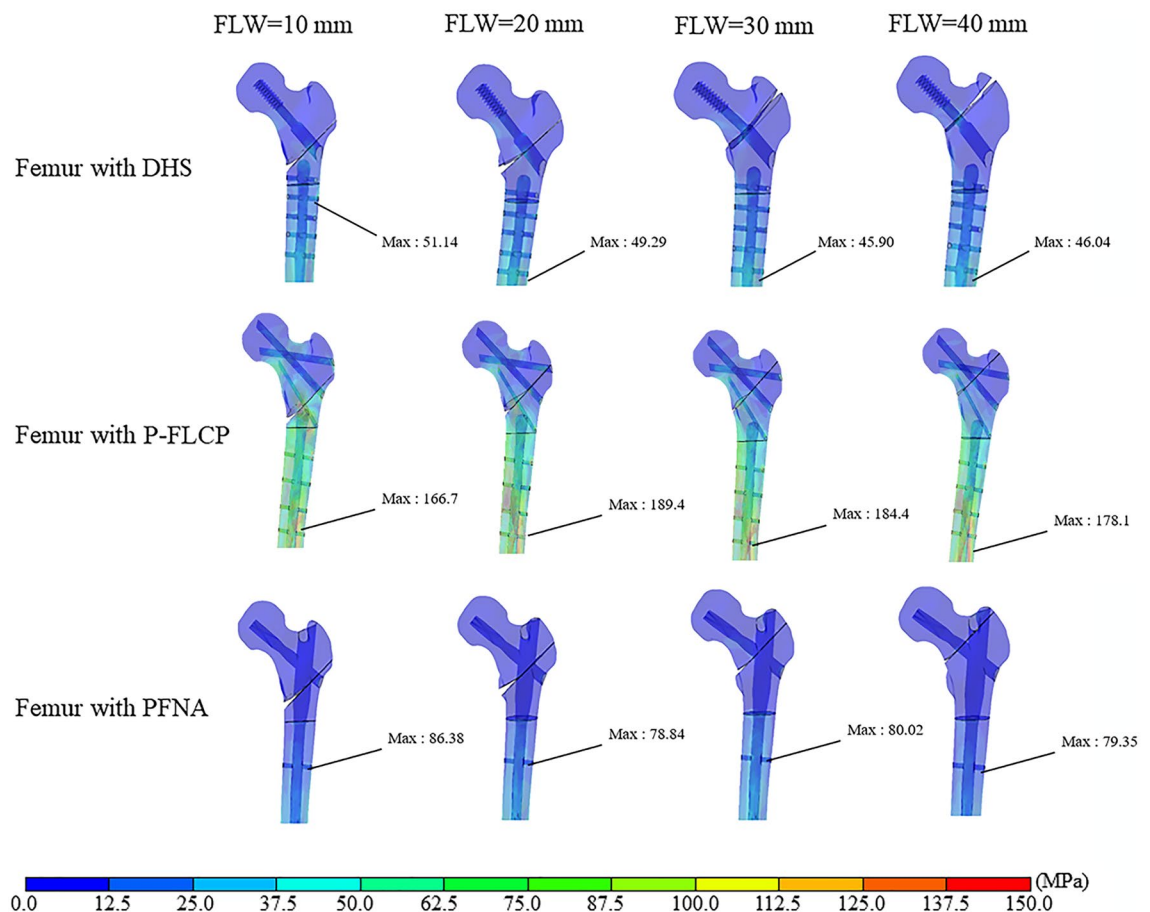 FLW=10 mm FLW=20 mm FLW=30 mm FLW=40 mm
Femur with DHS
Max : 51.14 Max : 49.29 Max : 45.90 Max : 46.04
Femur with P-FLCP
Max : 166.7 Max : 189.4 Max : 184.4 Max : 178.1
Femur with PFNA
Max : 86.38 Max : 78.84 Max : 80.02 Max : 79.35
(MPa)
0.0 12.5 25.0 37.5 50.0 62.5 75.0 87.5 100.0 112.5 125.0 137.5 150.0